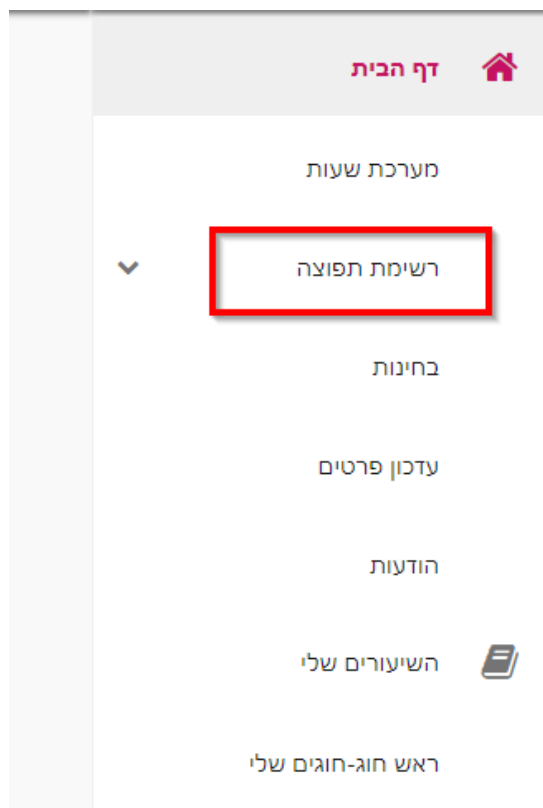 דף הבית
מערכת שעות
רשימת תפוצה
בחינות
עדכון פרטים
הודעות
השיעורים שלי
ראש חוג-חוגים שלי